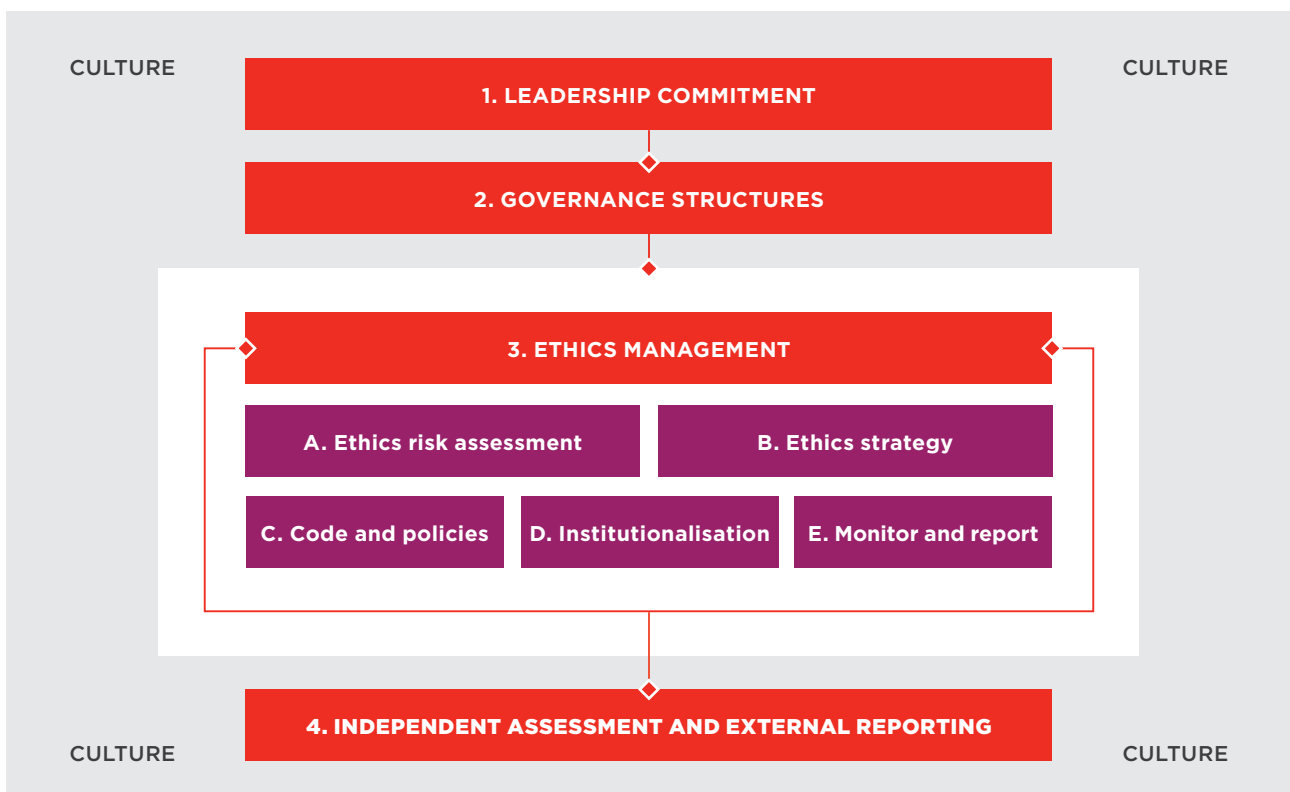 CULTURE
CULTURE
1. LEADERSHIP COMMITMENT
2. GOVERNANCE STRUCTURES
3. ETHICS MANAGEMENT
A. Ethics risk assessment
B. Ethics strategy
C. Code and policies
D. Institutionalisation
E. Monitor and report
4. INDEPENDENT ASSESSMENT AND EXTERNAL REPORTING
CULTURE
CULTURE